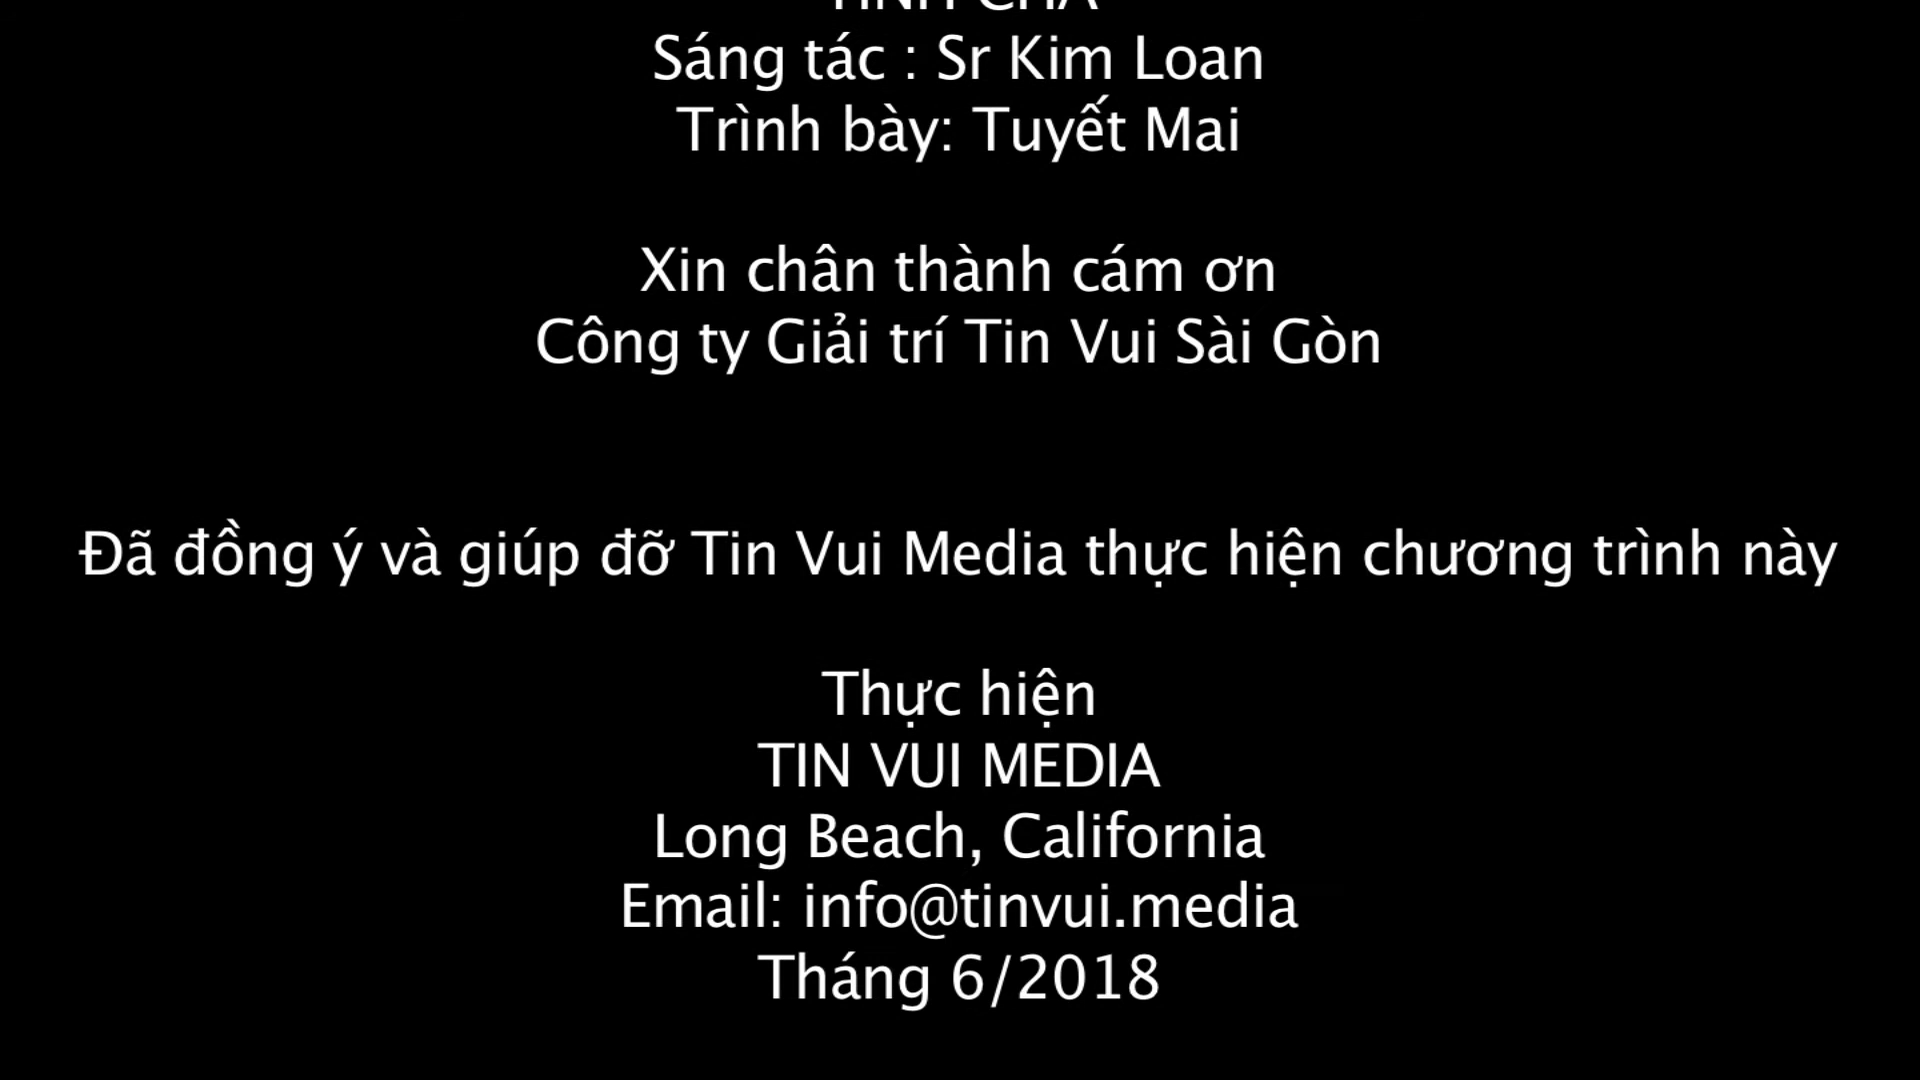 Sáng tác : Sr Kim Loan
Trình bày: Tuyết Mai
Xin chân thành cám ơn
Công ty Giải trí Tin Vui Sài Gòn
Đã đồng ý và giúp đỡ Tin Vui Media thực hiện chương trình này
Thực hiện
TIN VUI MEDIA
Long Beach, California
Email: info@tinvui.media
Tháng 6/2018